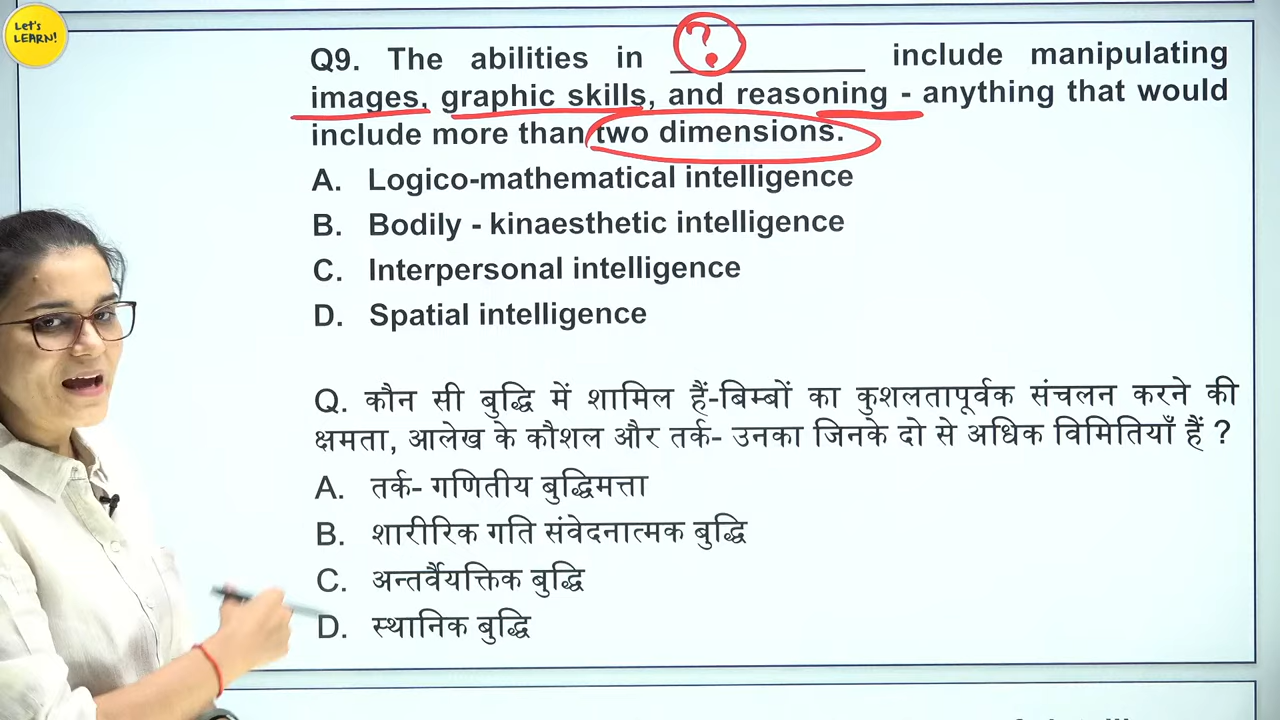 Let's
LEARN!
?
Q9. The abilities in __________ include manipulating
images, graphic skills, and reasoning - anything that would
include more than two dimensions.
A. Logico-mathematical intelligence
B. Bodily - kinaesthetic intelligence
C. Interpersonal intelligence
D. Spatial intelligence
Q. कौन सी बुद्धि में शामिल हैं-बिम्बों का कुशलतापूर्वक संचलन करने की
क्षमता, आलेख के कौशल और तर्क- उनका जिनके दो से अधिक विमितियाँ हैं ?
A. तर्क- गणितीय बुद्धिमत्ता
B. शारीरिक गति संवेदनात्मक बुद्धि
C. अन्तर्वैयक्तिक बुद्धि
D. स्थानिक बुद्धि